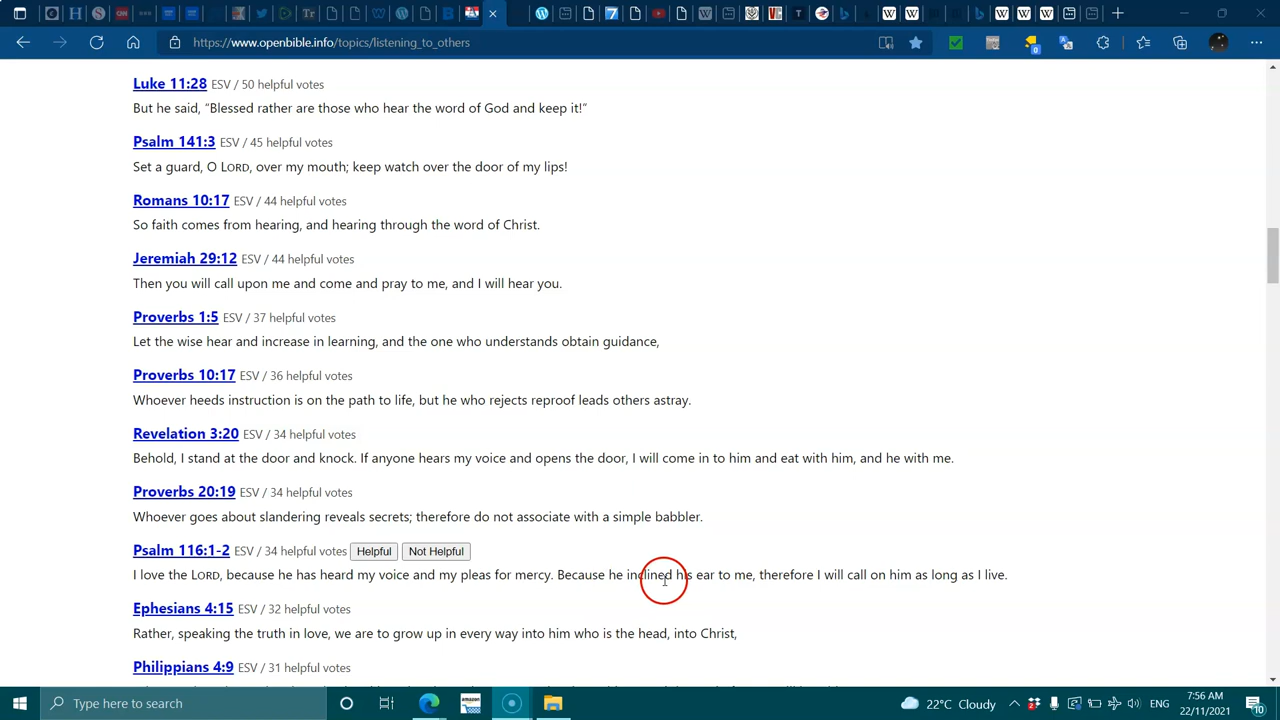 https://www.openbible.info/topics/listening_to_others
Luke 11:28 ESV / 50 helpful votes
But he said, “Blessed rather are those who hear the word of God and keep it!”
Psalm 141:3 ESV / 45 helpful votes
Set a guard, O LORD, over my mouth; keep watch over the door of my lips!
Romans 10:17 ESV / 44 helpful votes
So faith comes from hearing, and hearing through the word of Christ.
Jeremiah 29:12 ESV / 44 helpful votes
Then you will call upon me and come and pray to me, and I will hear you.
Proverbs 1:5 ESV / 37 helpful votes
Let the wise hear and increase in learning, and the one who understands obtain guidance,
Proverbs 10:17 ESV / 36 helpful votes
Whoever heeds instruction is on the path to life, but he who rejects reproof leads others astray.
Revelation 3:20 ESV / 34 helpful votes
Behold, I stand at the door and knock. If anyone hears my voice and opens the door, I will come in to him and eat with him, and he with me.
Proverbs 20:19 ESV / 34 helpful votes
Whoever goes about slandering reveals secrets; therefore do not associate with a simple babbler.
Psalm 116:1-2 ESV / 34 helpful votes Helpful Not Helpful
I love the LORD, because he has heard my voice and my pleas for mercy. Because he inclined his ear to me, therefore I will call on him as long as I live.
Ephesians 4:15 ESV / 32 helpful votes
Rather, speaking the truth in love, we are to grow up in every way into him who is the head, into Christ,
Philippians 4:9 ESV / 31 helpful votes
Type here to search
amazon
22°C Cloudy
ENG
7:56 AM
22/11/2021
10